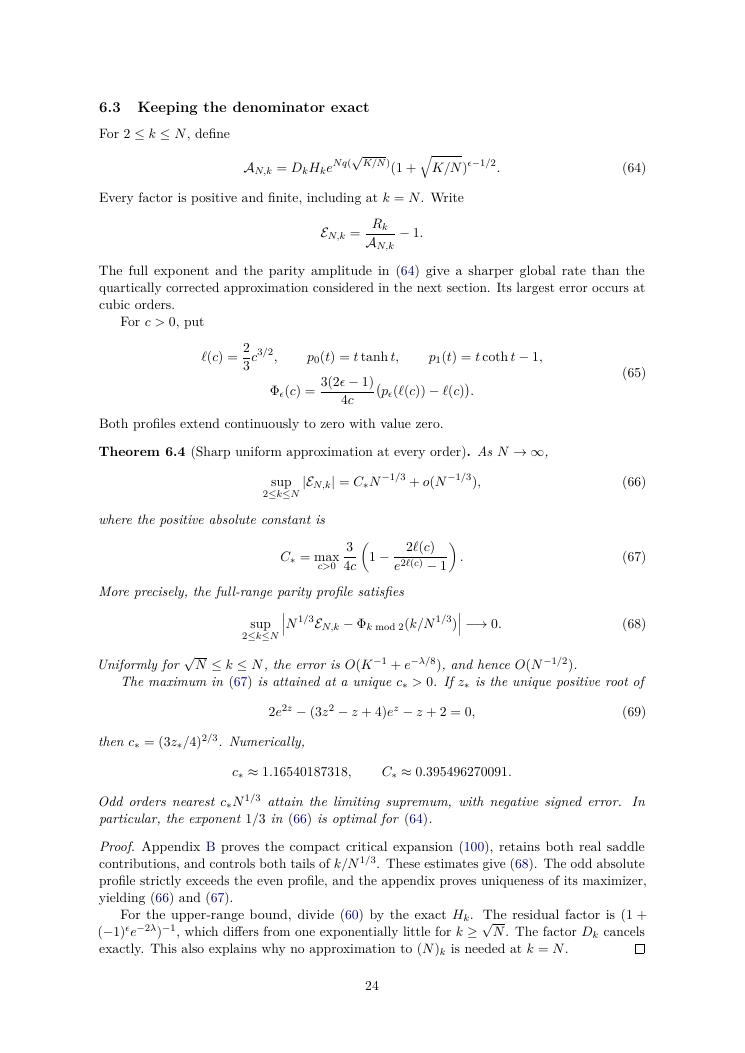 6.3 Keeping the denominator exact
For 2 ≤ k ≤ N, define
𝒜_{N,k} = D_k H_k e^{Nq(√(K/N))}(1 + √(K/N))^{ϵ−1/2}. (64)
Every factor is positive and finite, including at k = N. Write
ℰ_{N,k} = R_k / 𝒜_{N,k} − 1.
The full exponent and the parity amplitude in (64) give a sharper global rate than the
quartically corrected approximation considered in the next section. Its largest error occurs at
cubic orders.
For c > 0, put
ℓ(c) = (2/3)c^{3/2}, p_0(t) = t tanh t, p_1(t) = t coth t − 1,
(65)
Φ_ϵ(c) = (3(2ϵ − 1)/4c)(p_ϵ(ℓ(c)) − ℓ(c)).
Both profiles extend continuously to zero with value zero.
Theorem 6.4 (Sharp uniform approximation at every order). As N → ∞,
sup_{2≤k≤N} |ℰ_{N,k}| = C_* N^{−1/3} + o(N^{−1/3}), (66)
where the positive absolute constant is
C_* = max_{c>0} (3/4c)(1 − 2ℓ(c)/(e^{2ℓ(c)} − 1)). (67)
More precisely, the full-range parity profile satisfies
sup_{2≤k≤N} |N^{1/3}ℰ_{N,k} − Φ_{k mod 2}(k/N^{1/3})| ⟶ 0. (68)
Uniformly for √N ≤ k ≤ N, the error is O(K^{−1} + e^{−λ/8}), and hence O(N^{−1/2}).
The maximum in (67) is attained at a unique c_* > 0. If z_* is the unique positive root of
2e^{2z} − (3z^2 − z + 4)e^z − z + 2 = 0, (69)
then c_* = (3z_*/4)^{2/3}. Numerically,
c_* ≈ 1.16540187318, C_* ≈ 0.395496270091.
Odd orders nearest c_*N^{1/3} attain the limiting supremum, with negative signed error. In
particular, the exponent 1/3 in (66) is optimal for (64).
Proof. Appendix B proves the compact critical expansion (100), retains both real saddle
contributions, and controls both tails of k/N^{1/3}. These estimates give (68). The odd absolute
profile strictly exceeds the even profile, and the appendix proves uniqueness of its maximizer,
yielding (66) and (67).
For the upper-range bound, divide (60) by the exact H_k. The residual factor is (1 +
(−1)^ϵ e^{−2λ})^{−1}, which differs from one exponentially little for k ≥ √N. The factor D_k cancels
exactly. This also explains why no approximation to (N)_k is needed at k = N. □
24